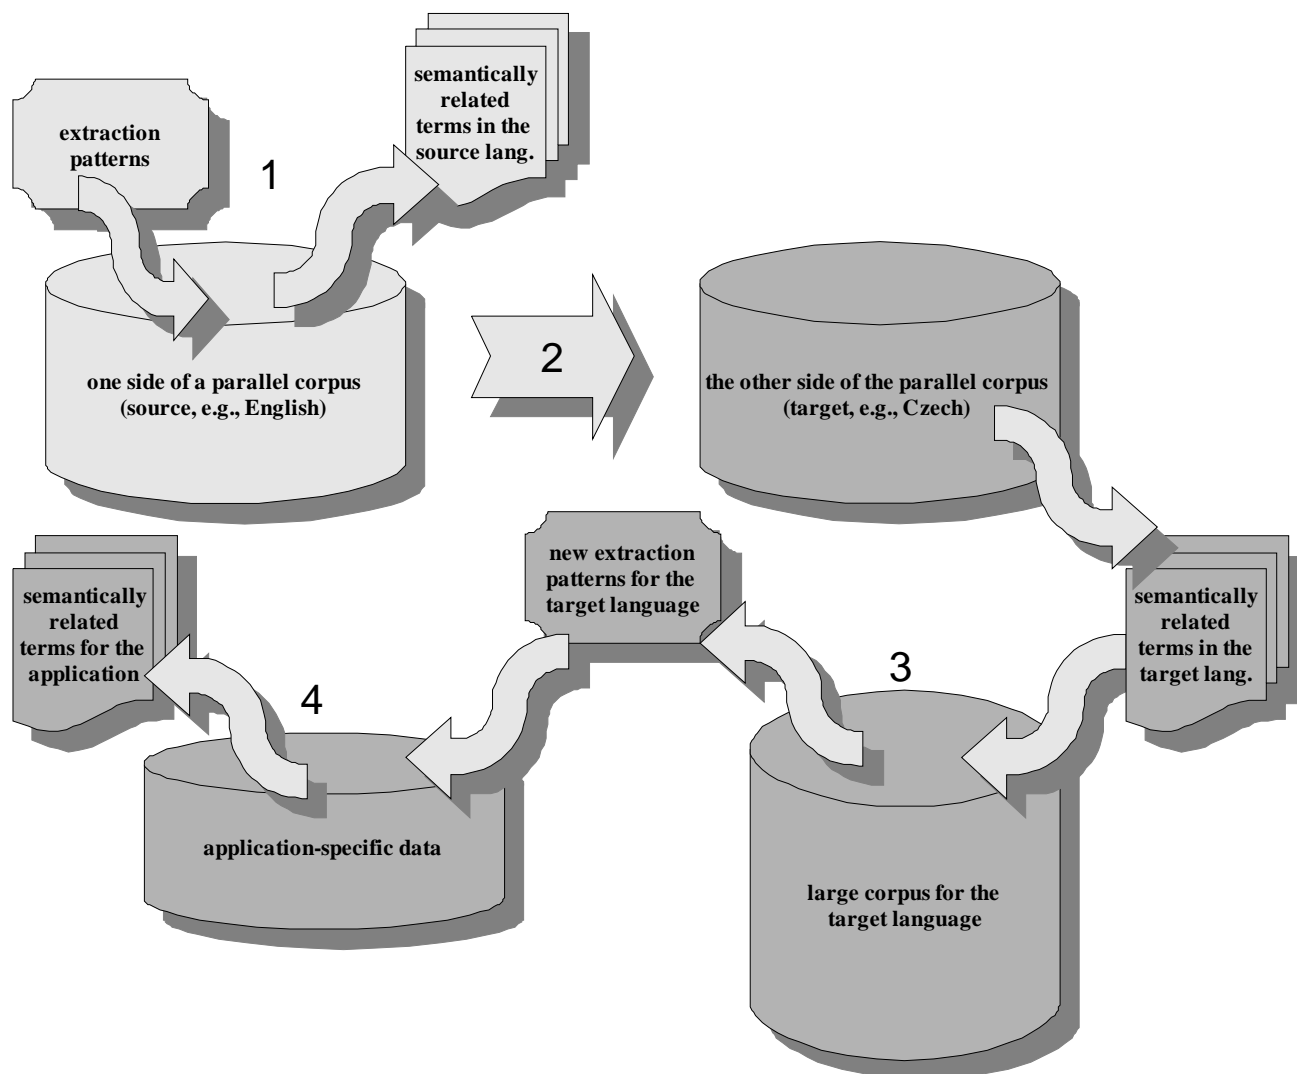 extraction
patterns
1
semantically
related
terms in the
source lang.
one side of a parallel corpus
(source, e.g., English)
2
the other side of the parallel corpus
(target, e.g., Czech)
semantically
related
terms in the
target lang.
3
large corpus for the
target language
new extraction
patterns for the
target language
4
application-specific data
semantically
related
terms for the
application